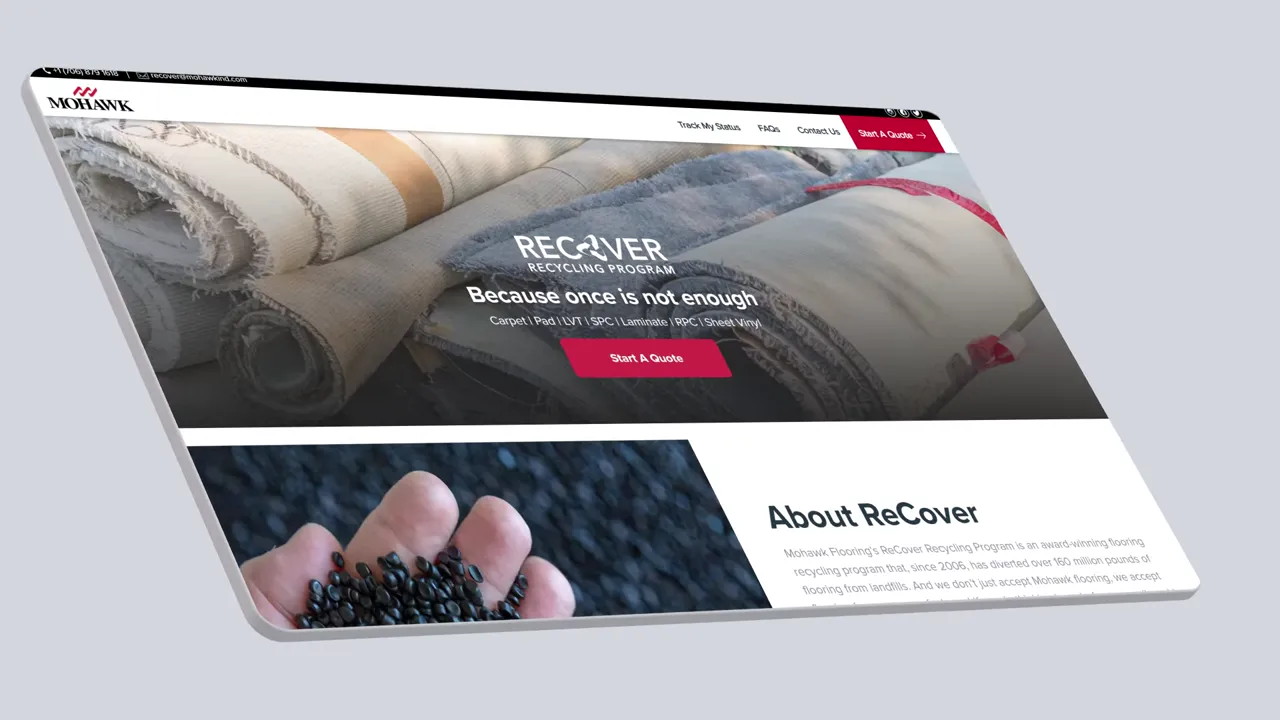 +1(706) 879 1618 | recover@mohawkind.com
MOHAWK
Track My Status FAQs Contact Us Start A Quote →
RECOVER
RECYCLING PROGRAM
Because once is not enough
Carpet | Pad | LVT | SPC | Laminate | RPC | Sheet Vinyl
Start A Quote
About ReCover
Mohawk Flooring's ReCover Recycling Program is an award-winning flooring
recycling program that, since 2006, has diverted over 160 million pounds of
flooring from landfills. And we don't just accept Mohawk flooring, we accept